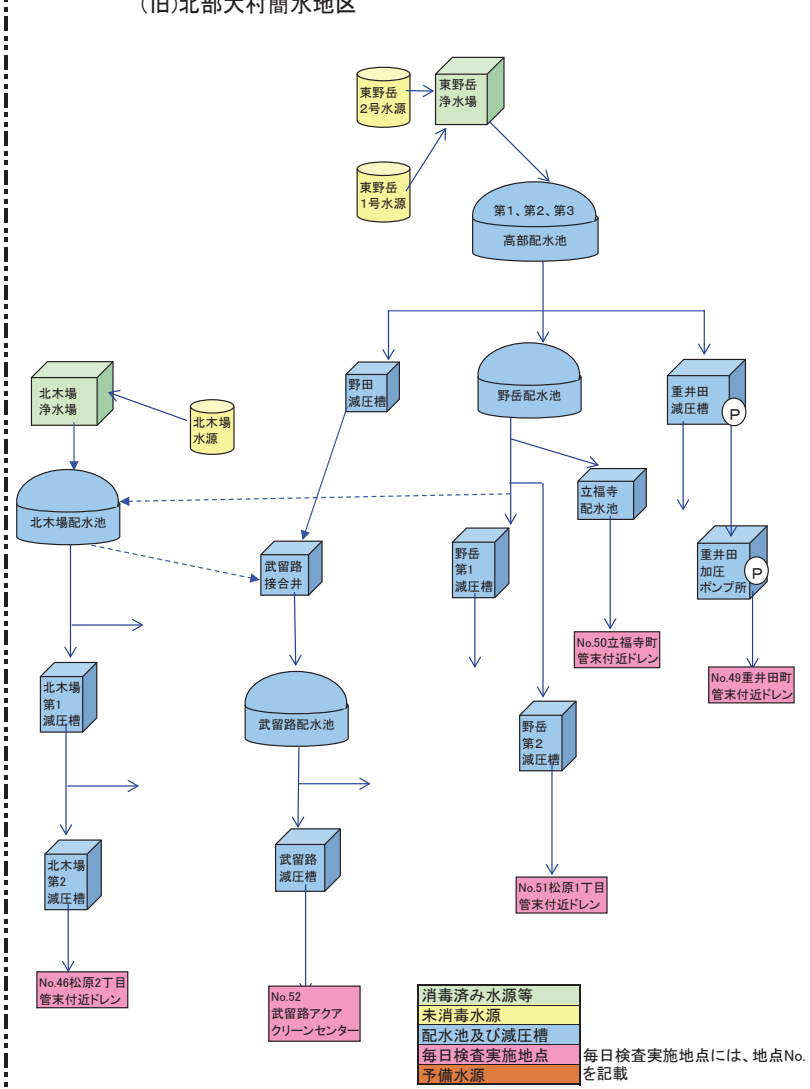 (旧)北部大村簡水地区
東野岳
2号水源
東野岳
浄水場
東野岳
1号水源
第1、第2、第3
高部配水池
野田
減圧槽
野岳配水池
重井田
減圧槽
P
北木場
浄水場
北木場
水源
北木場配水池
立福寺
配水池
武留路
接合井
野岳
第1
減圧槽
重井田
加圧
ポンプ所
P
No.50立福寺町
管末付近ドレン
No.49重井田町
管末付近ドレン
北木場
第1
減圧槽
武留路配水池
野岳
第2
減圧槽
北木場
第2
減圧槽
武留路
減圧槽
No.51松原1丁目
管末付近ドレン
No.46松原2丁目
管末付近ドレン
No.52
武留路アクア
クリーンセンター
消毒済み水源等
未消毒水源
配水池及び減圧槽
毎日検査実施地点
予備水源
毎日検査実施地点には、地点No.
を記載